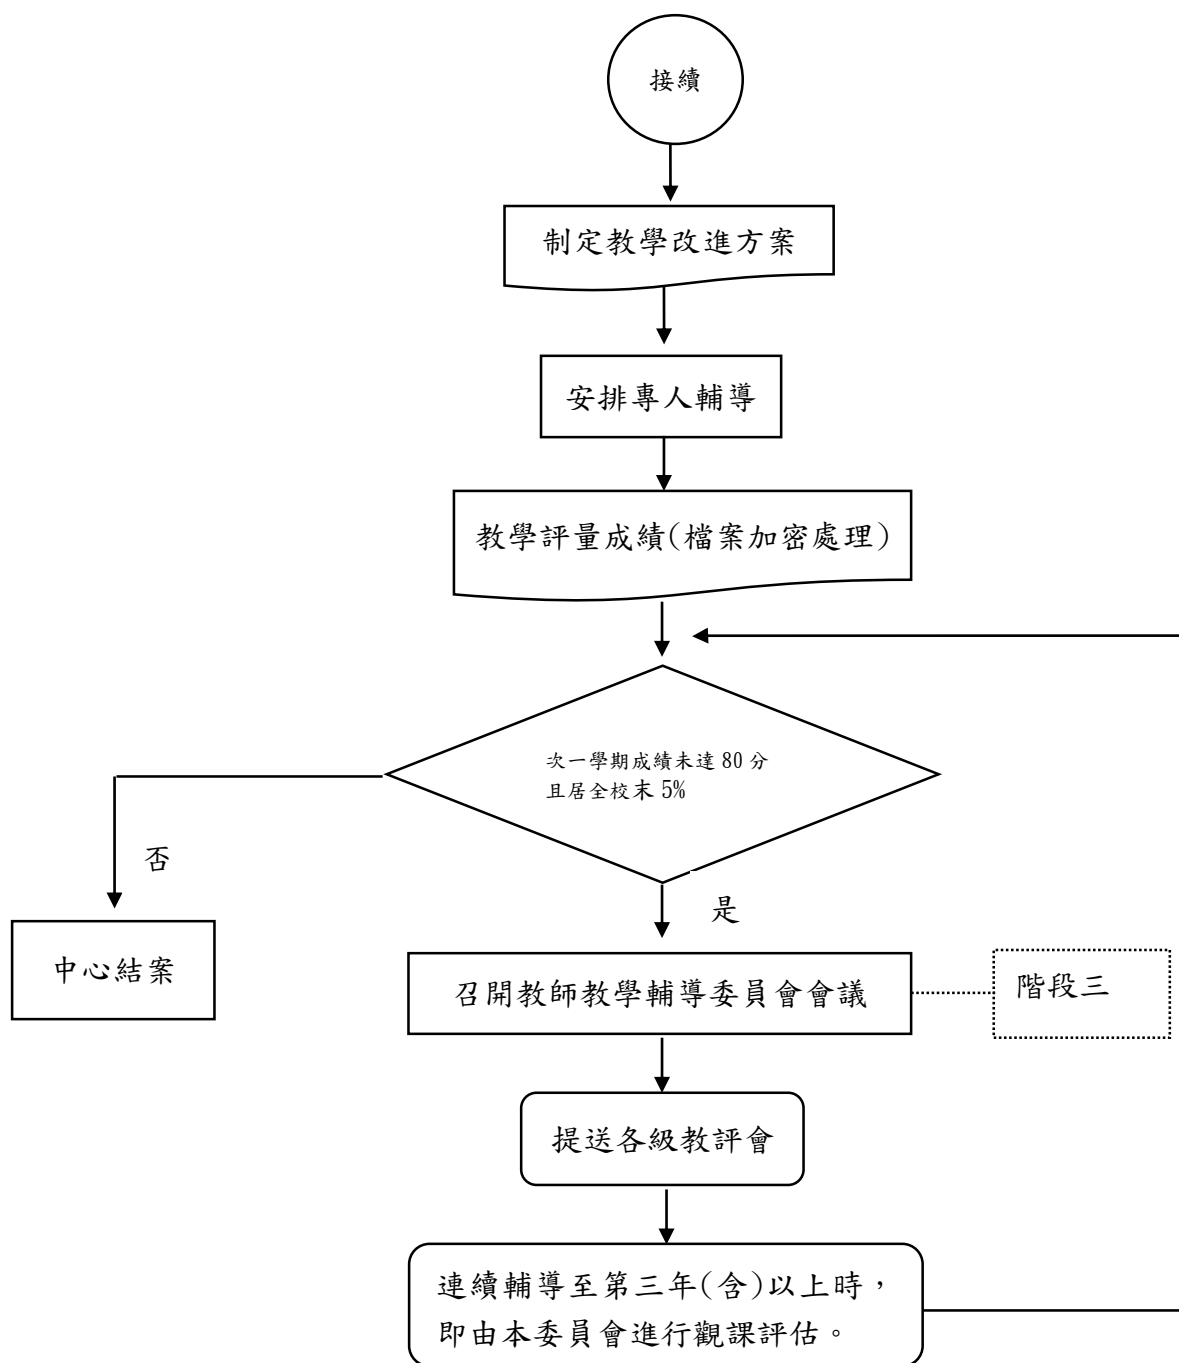 接續
制定教學改進方案
安排專人輔導
教學評量成績(檔案加密處理)
次一學期成績未達 80 分
且居全校末 5%
否
是
中心結案
召開教師教學輔導委員會會議
階段三
提送各級教評會
連續輔導至第三年(含)以上時，
即由本委員會進行觀課評估。